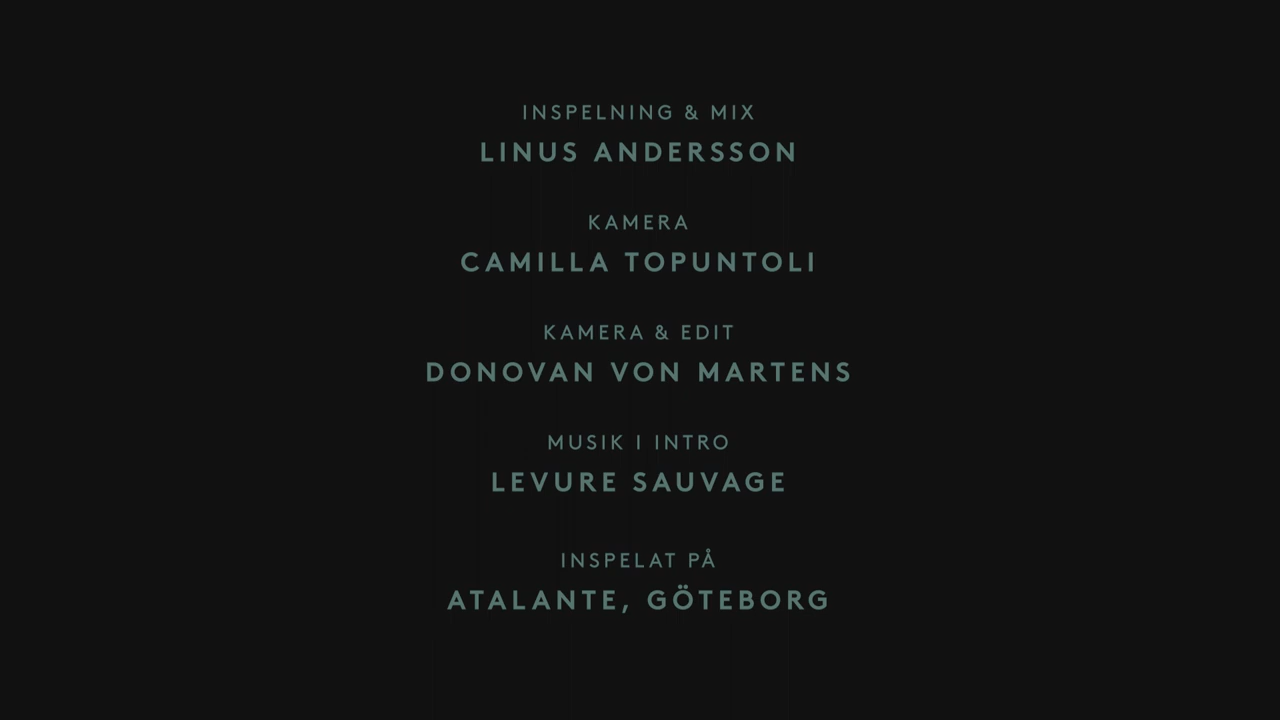 INSPELNING & MIX
LINUS ANDERSSON
KAMERA
CAMILLA TOPUNTOLI
KAMERA & EDIT
DONOVAN VON MARTENS
MUSIK I INTRO
LEVURE SAUVAGE
INSPELAT PÅ
ATALANTE, GÖTEBORG